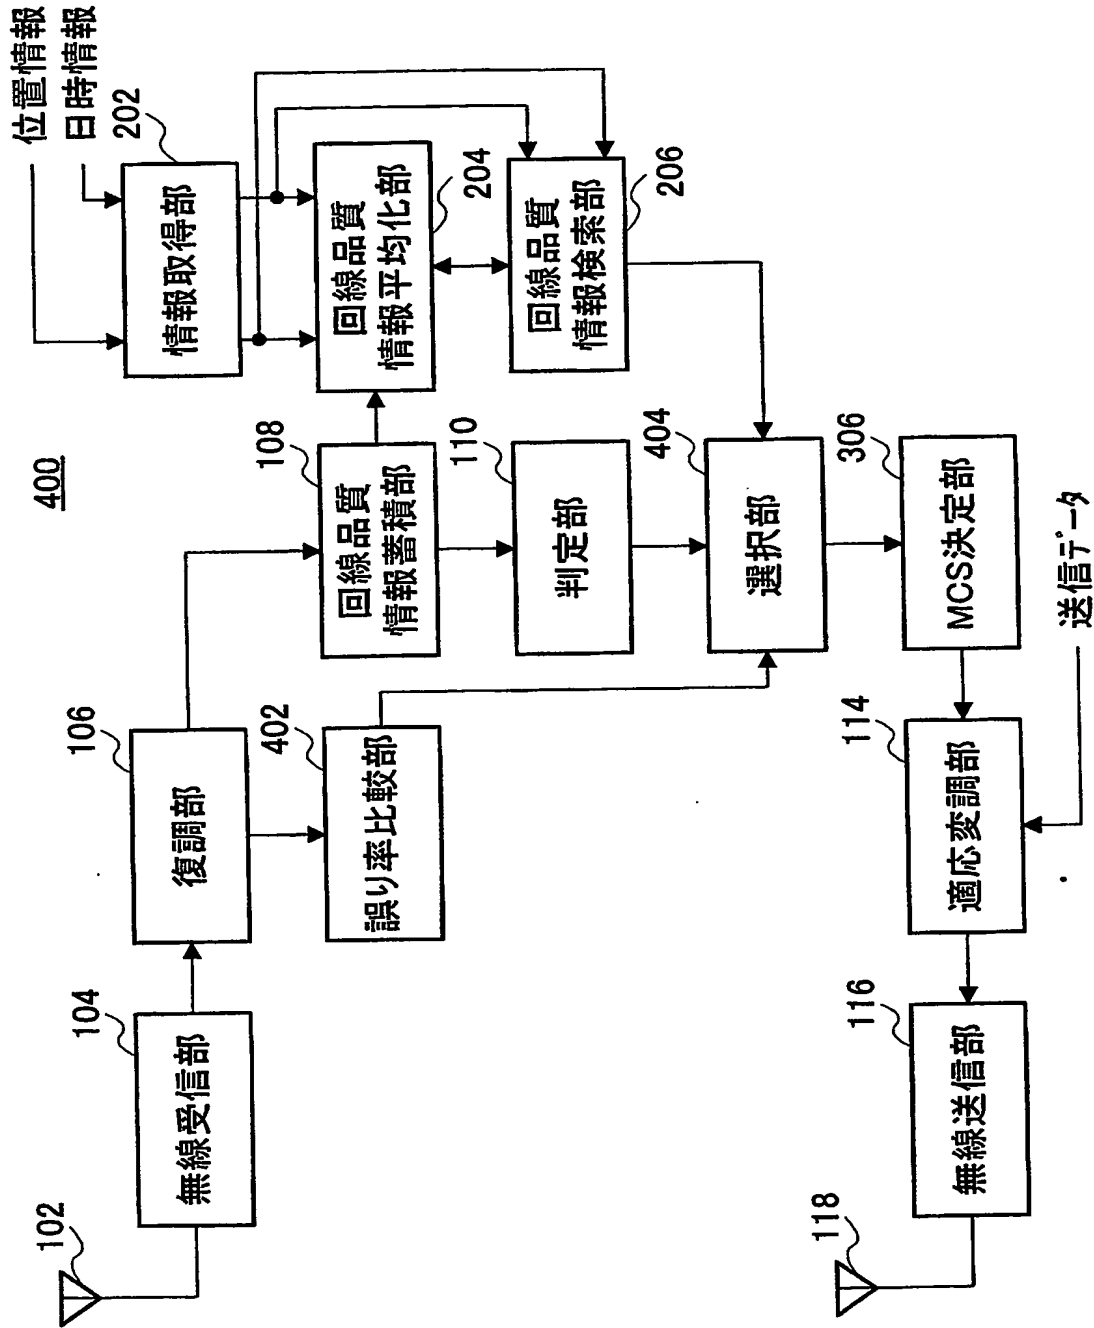 400
位置情報
日時情報
202
情報取得部
102
104
無線受信部
106
復調部
108
回線品質
情報蓄積部
回線品質
情報平均化部
204
402
誤り率比較部
110
判定部
回線品質
情報検索部
206
404
選択部
306
MCS決定部
114
適応変調部
116
無線送信部
118
送信データ